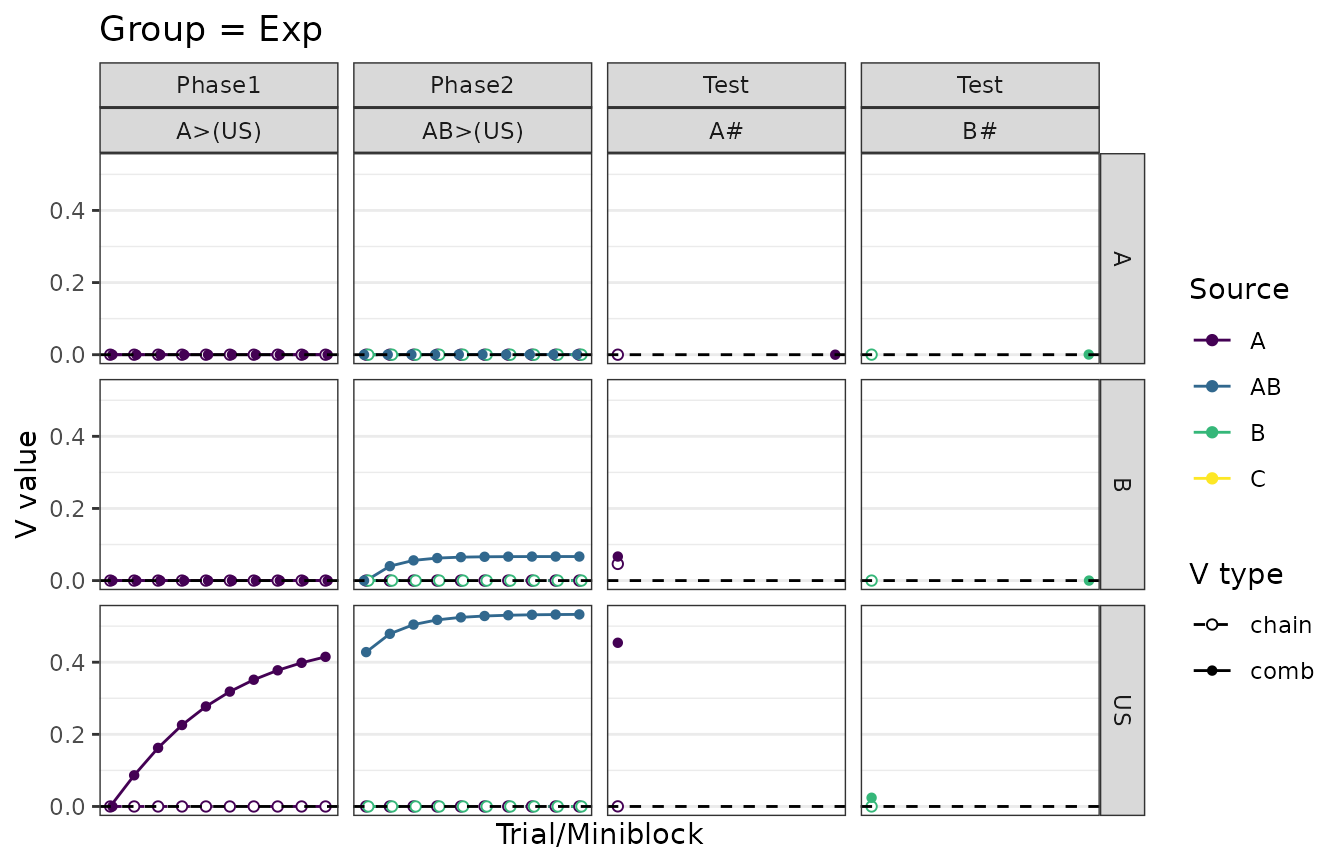 Group = Exp
Phase1 Phase2 Test Test
A>(US) AB>(US) A# B#
0.4
0.2
0.0
A
0.4
0.2
0.0
B
0.4
0.2
0.0
US
V value
Trial/Miniblock
Source
A
AB
B
C
V type
chain
comb